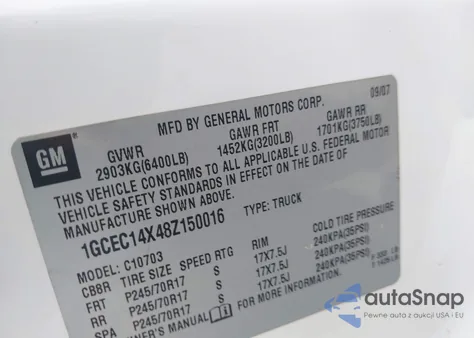 09/07
MFD BY GENERAL MOTORS CORP.
GM
GVWR GAWR FRT GAWR RR
2903KG(6400LB) 1452KG(3200LB) 1701KG(3750LB)
THIS VEHICLE CONFORMS TO ALL APPLICABLE U.S. FEDERAL MOTOR
VEHICLE SAFETY STANDARDS IN EFFECT ON THE DATE OF
MANUFACTURE SHOWN ABOVE.
1GCEC14X48Z150016 TYPE: TRUCK
MODEL: C10703
CB8R TIRE SIZE SPEED RTG RIM COLD TIRE PRESSURE
FRT P245/70R17 S 17X7.5J 240KPA(35PSI)
RR P245/70R17 S 17X7.5J 240KPA(35PSI)
SPA P245/70R17 S 17X7.5J 240KPA(35PSI)
OWNER'S MANUAL FOR MORE INFORMATION.
autaSnap
Pewne auta z aukcji USA i EU